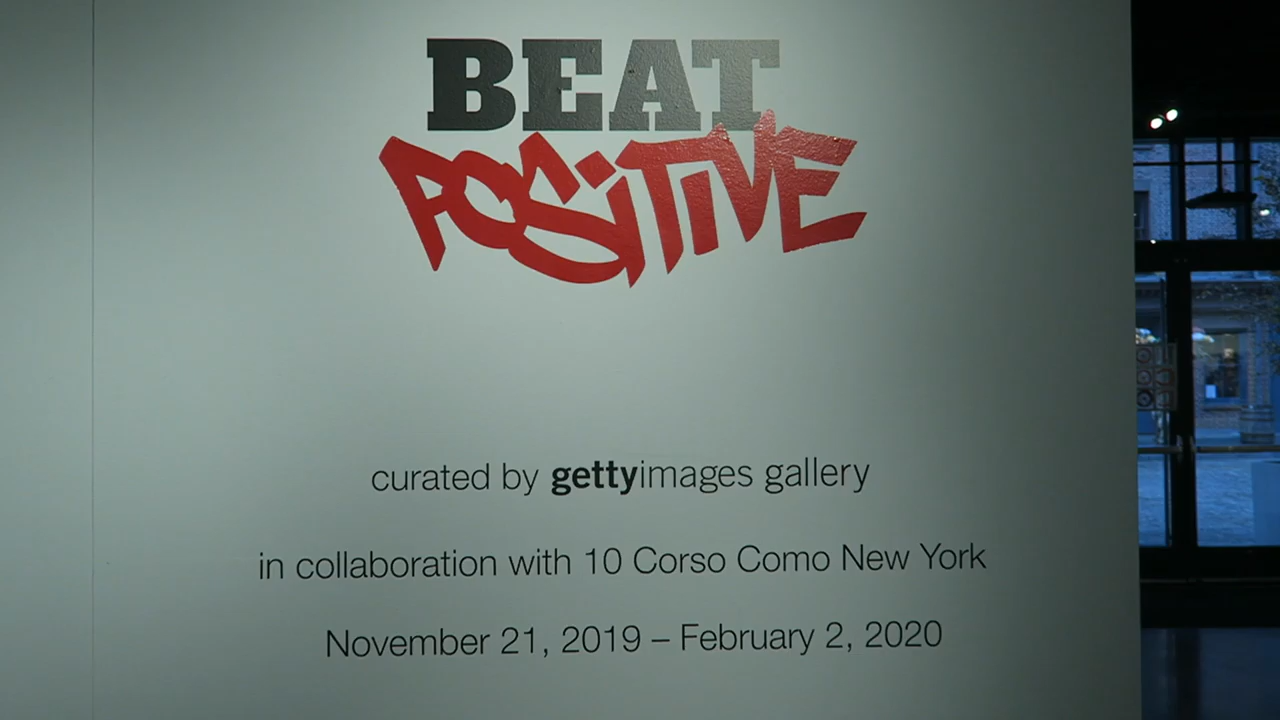 BEAT
POSITIVE
curated by gettyimages gallery
in collaboration with 10 Corso Como New York
November 21, 2019 – February 2, 2020